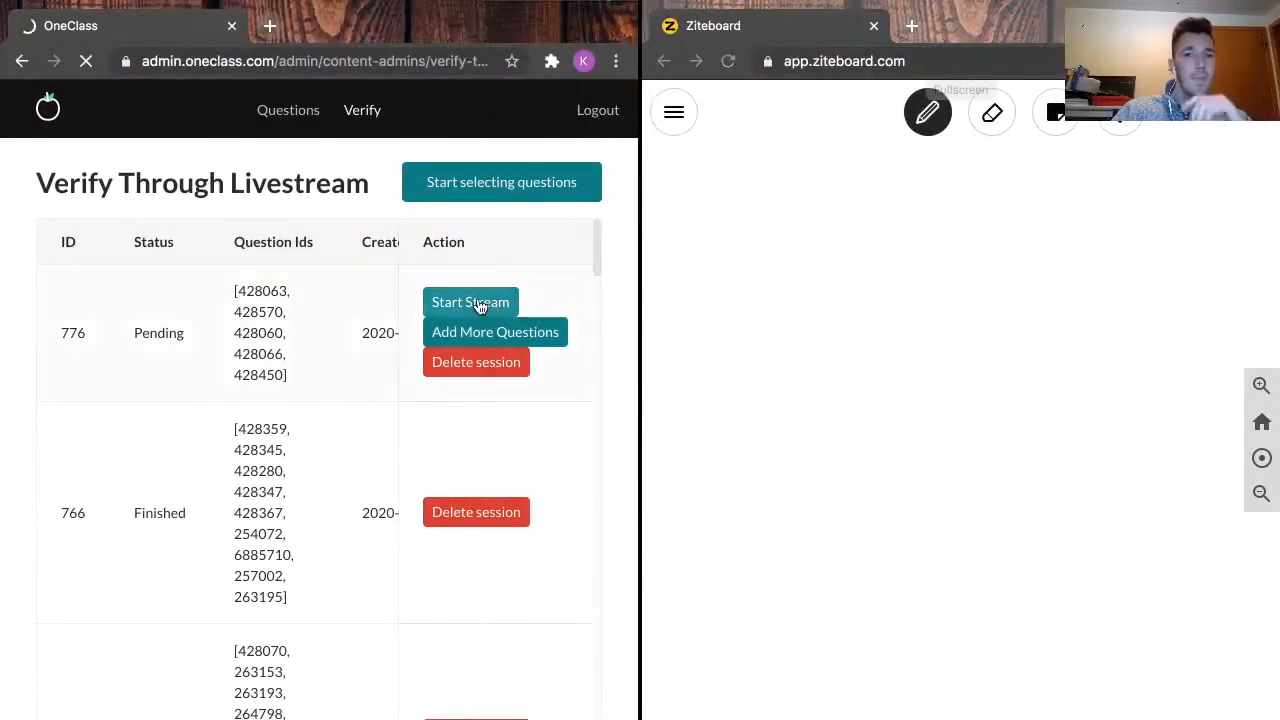 OneClass
Ziteboard
admin.oneclass.com/admin/content-admins/verify-t...
K
app.ziteboard.com
Fullscreen
Questions
Verify
Logout
Verify Through Livestream
Start selecting questions
ID
Status
Question Ids
Create
Action
776
Pending
[428063,
428570,
428060,
428066,
428450]
2020-
Start Stream
Add More Questions
Delete session
766
Finished
[428359,
428345,
428280,
428347,
428367,
254072,
6885710,
257002,
263195]
2020-
Delete session
[428070,
263153,
263193,
264798,